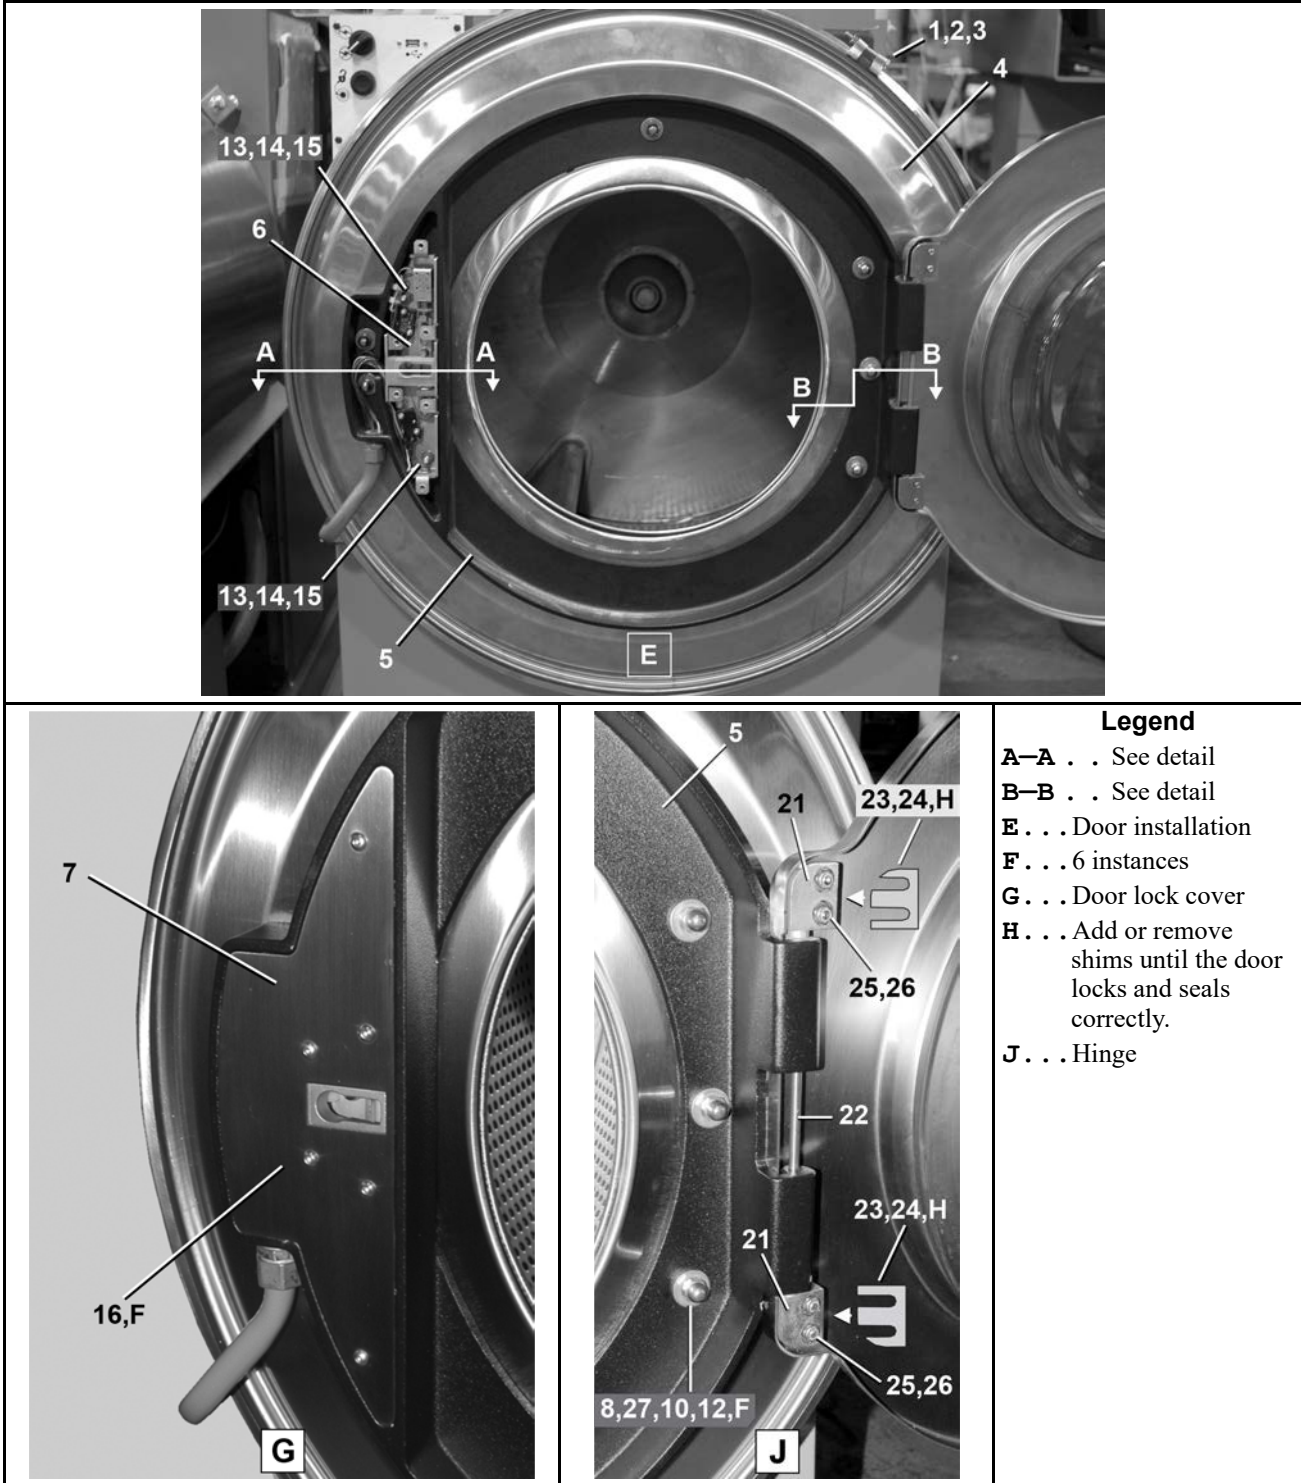 1,2,3
4
13,14,15
6
A
A
B
B
13,14,15
5
E
7
16,F
G
5
21
23,24,H
25,26
22
23,24,H
21
25,26
8,27,10,12,F
J
Legend
A—A . . See detail
B—B . . See detail
E . . . Door installation
F . . . 6 instances
G . . . Door lock cover
H . . . Add or remove
shims until the door
locks and seals
correctly.
J . . . Hinge